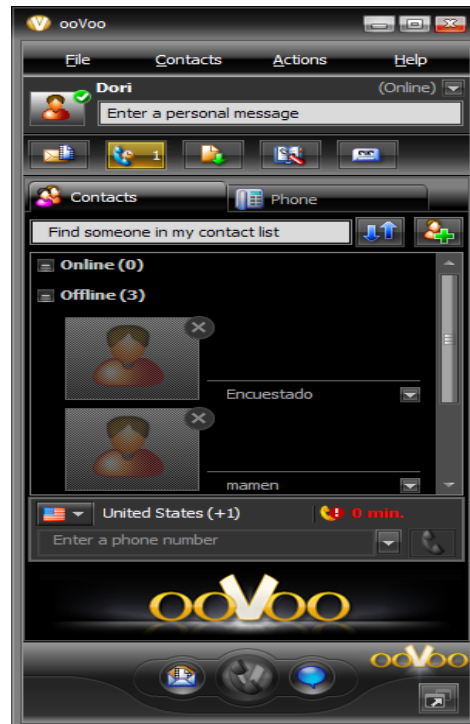 ooVoo
File Contacts Actions Help
Dori (Online)
Enter a personal message
1
Contacts Phone
Find someone in my contact list
Online (0)
Offline (3)
Encuestado
mamen
United States (+1) 0 min.
Enter a phone number
ooVoo
ooVoo